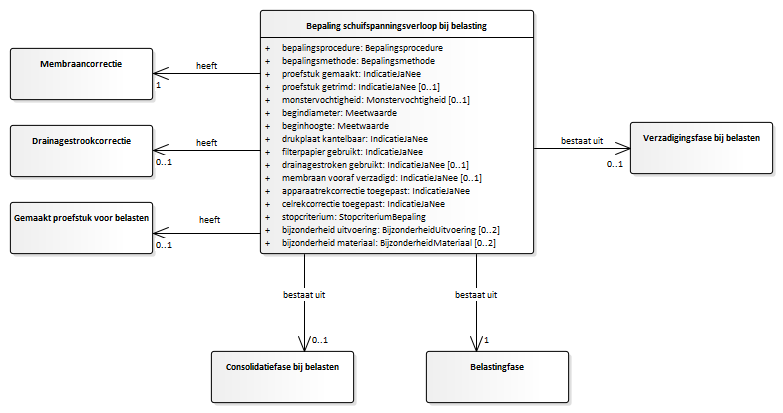 Bepaling schuifspanningsverloop bij belasting
+ bepalingsprocedure: Bepalingsprocedure
+ bepalingsmethode: Bepalingsmethode
+ proefstuk gemaakt: IndicatieJaNee
+ proefstuk getrimd: IndicatieJaNee [0..1]
+ monstervochtigheid: Monstervochtigheid [0..1]
+ begindiameter: Meetwaarde
+ beginhoogte: Meetwaarde
+ drukplaat kantelbaar: IndicatieJaNee
+ filterpapier gebruikt: IndicatieJaNee
+ drainagestroken gebruikt: IndicatieJaNee [0..1]
+ membraan vooraf verzadigd: IndicatieJaNee [0..1]
+ apparaatrekcorrectie toegepast: IndicatieJaNee
+ celrekcorrectie toegepast: IndicatieJaNee
+ stopcriterium: StopcriteriumBepaling
+ bijzonderheid uitvoering: BijzonderheidUitvoering [0..2]
+ bijzonderheid materiaal: BijzonderheidMateriaal [0..2]
Membraancorrectie
heeft
1
Drainagestrookcorrectie
heeft
0..1
Gemaakt proefstuk voor belasten
heeft
0..1
bestaat uit
0..1
Verzadigingsfase bij belasten
bestaat uit
0..1
Consolidatiefase bij belasten
bestaat uit
1
Belastingfase